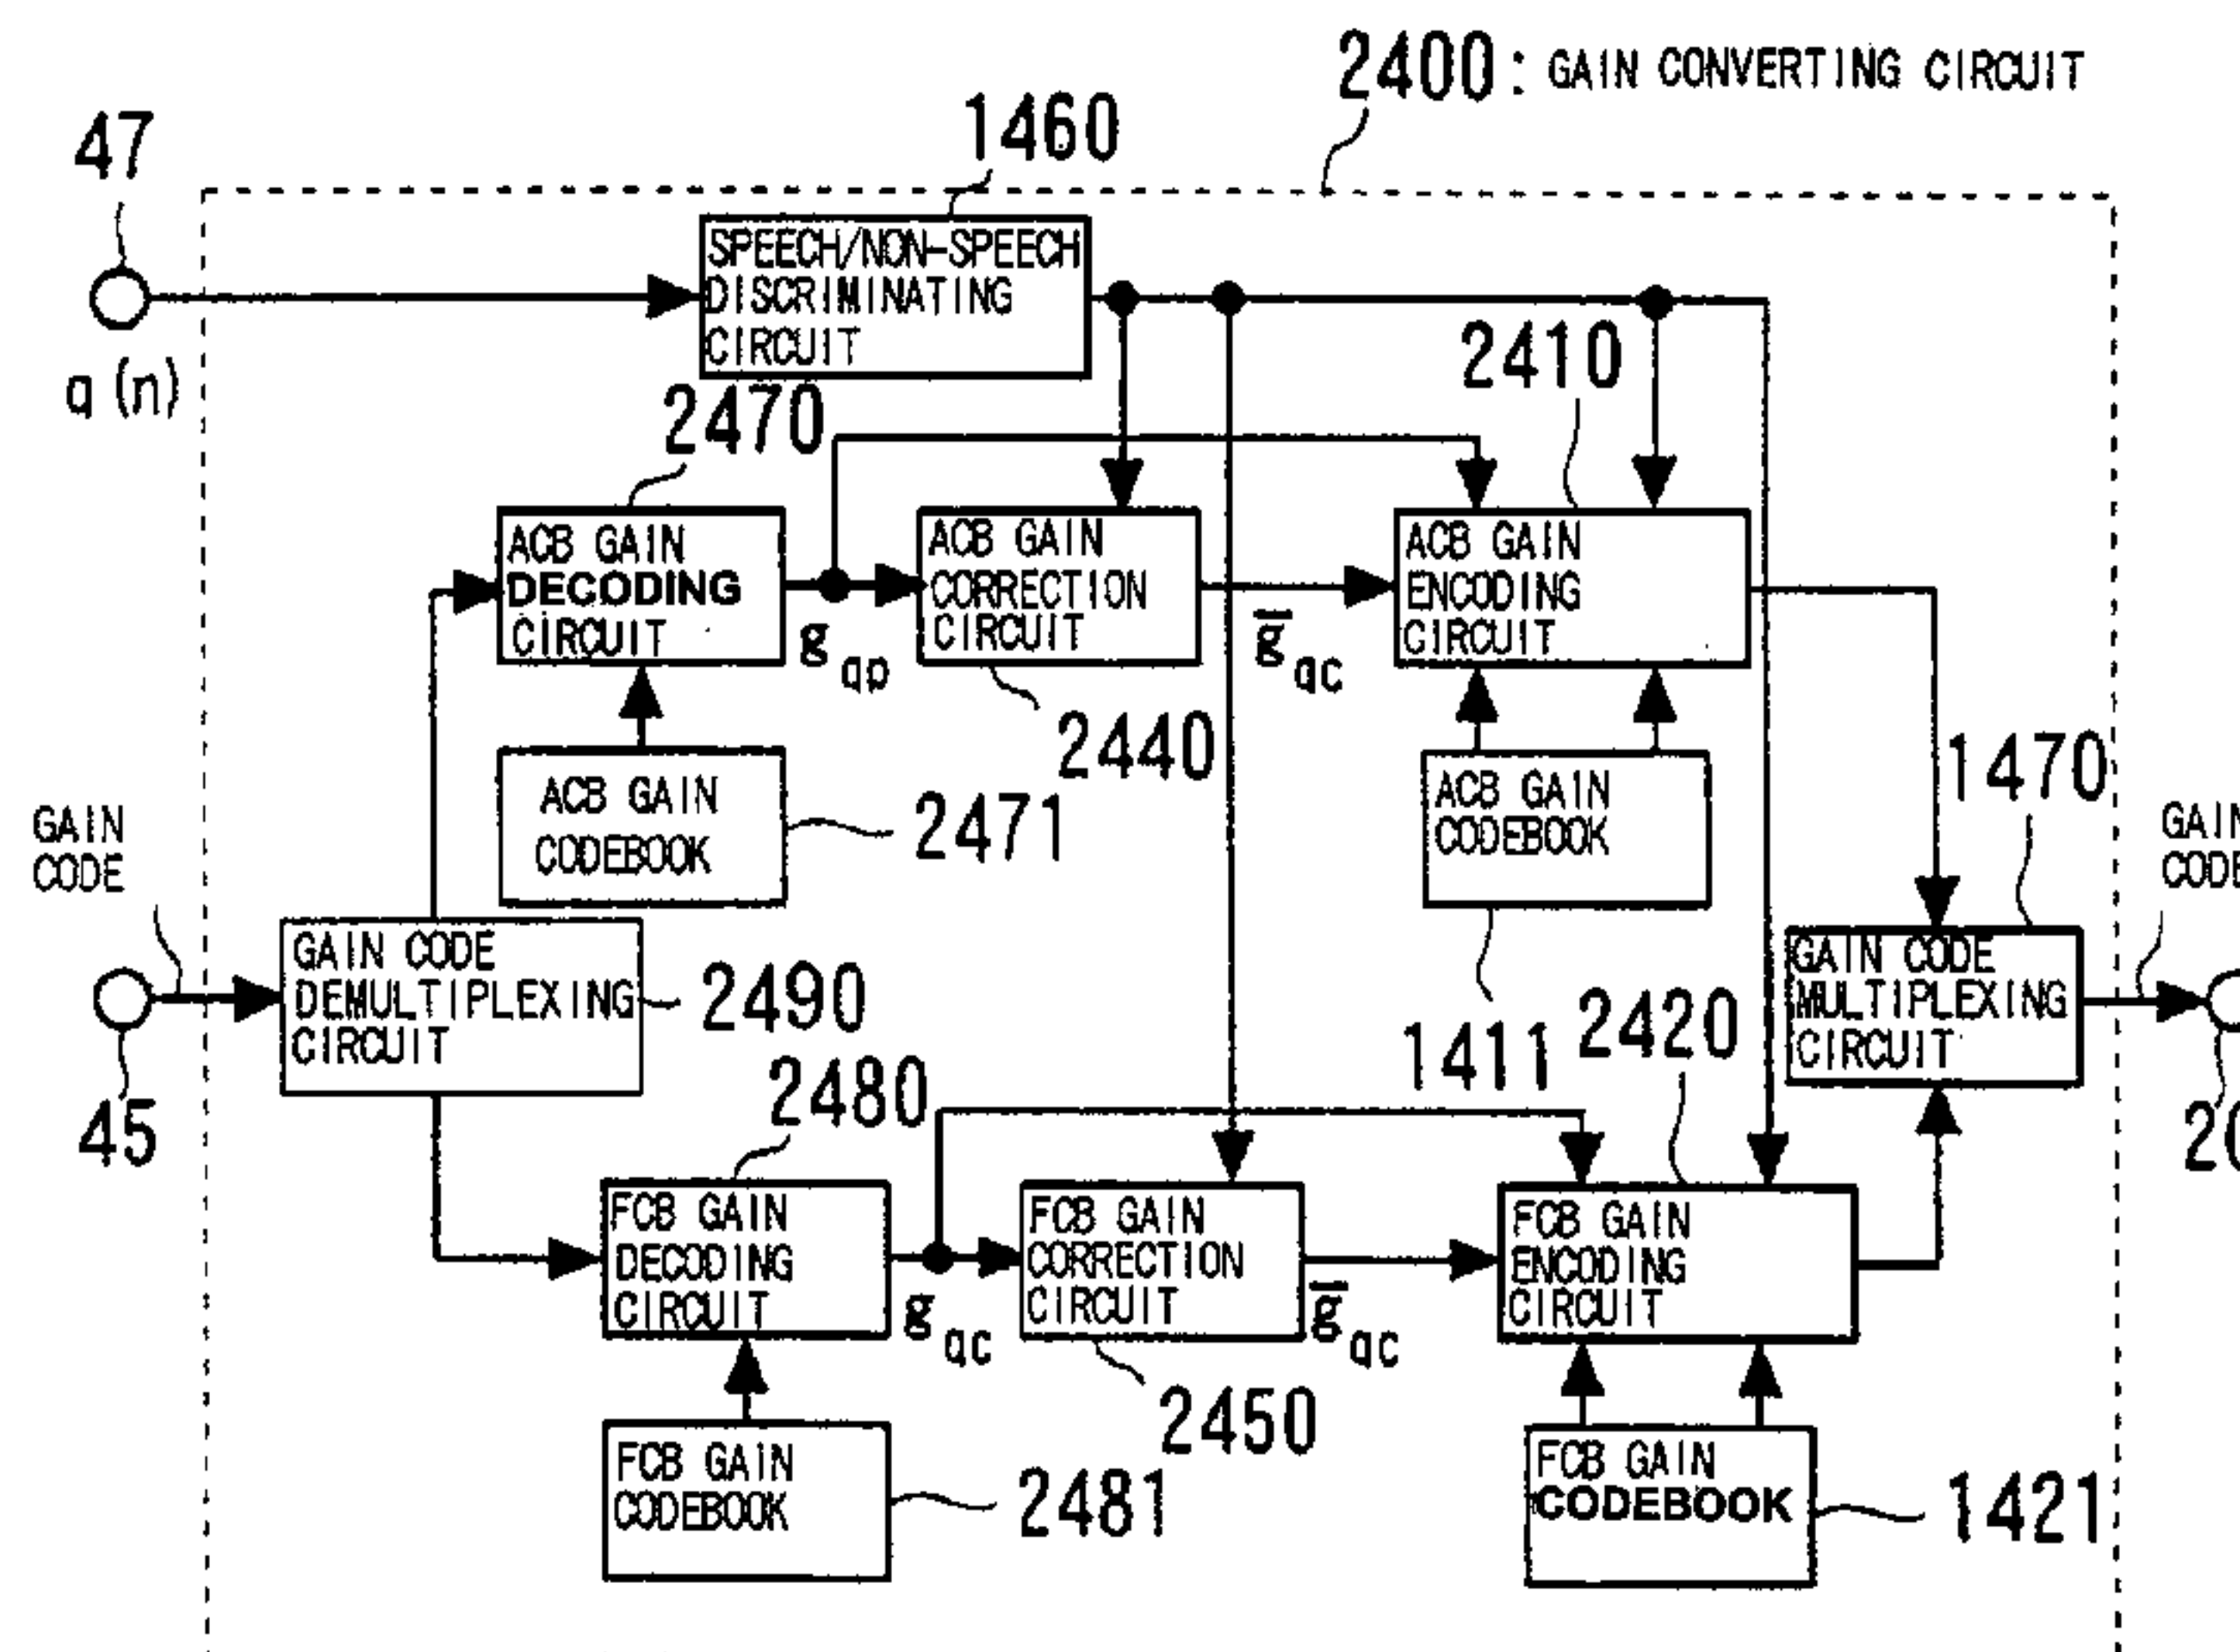 2400: GAIN CONVERTING CIRCUIT
47
1460
SPEECH/NON-SPEECH
DISCRIMINATING
CIRCUIT
q(n)
2470
2410
ACB GAIN
DECODING
CIRCUIT
g qp
ACB GAIN
CORRECTION
CIRCUIT
g̅ qc
ACB GAIN
ENCODING
CIRCUIT
2440
ACB GAIN
CODEBOOK
2471
ACB GAIN
CODEBOOK
1470
GAIN
CODE
GAIN CODE
DEMULTIPLEXING
CIRCUIT
2490
1411
2420
GAIN CODE
MULTIPLEXING
CIRCUIT
45
2480
FCB GAIN
DECODING
CIRCUIT
g qc
FCB GAIN
CORRECTION
CIRCUIT
g̅ qc
FCB GAIN
ENCODING
CIRCUIT
2450
FCB GAIN
CODEBOOK
2481
FCB GAIN
CODEBOOK
1421